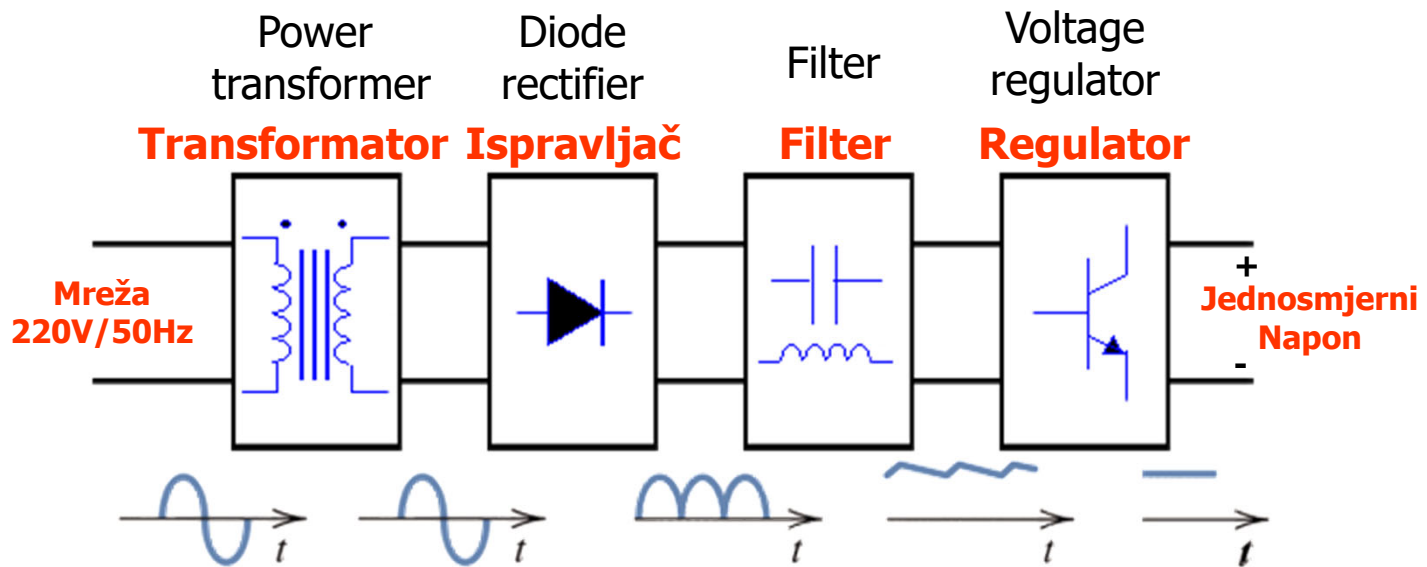 Power
transformer
Diode
rectifier
Filter
Voltage
regulator
Transformator
Ispravljač
Filter
Regulator
Mreža
220V/50Hz
+
Jednosmjerni
Napon
-
t
t
t
t
t